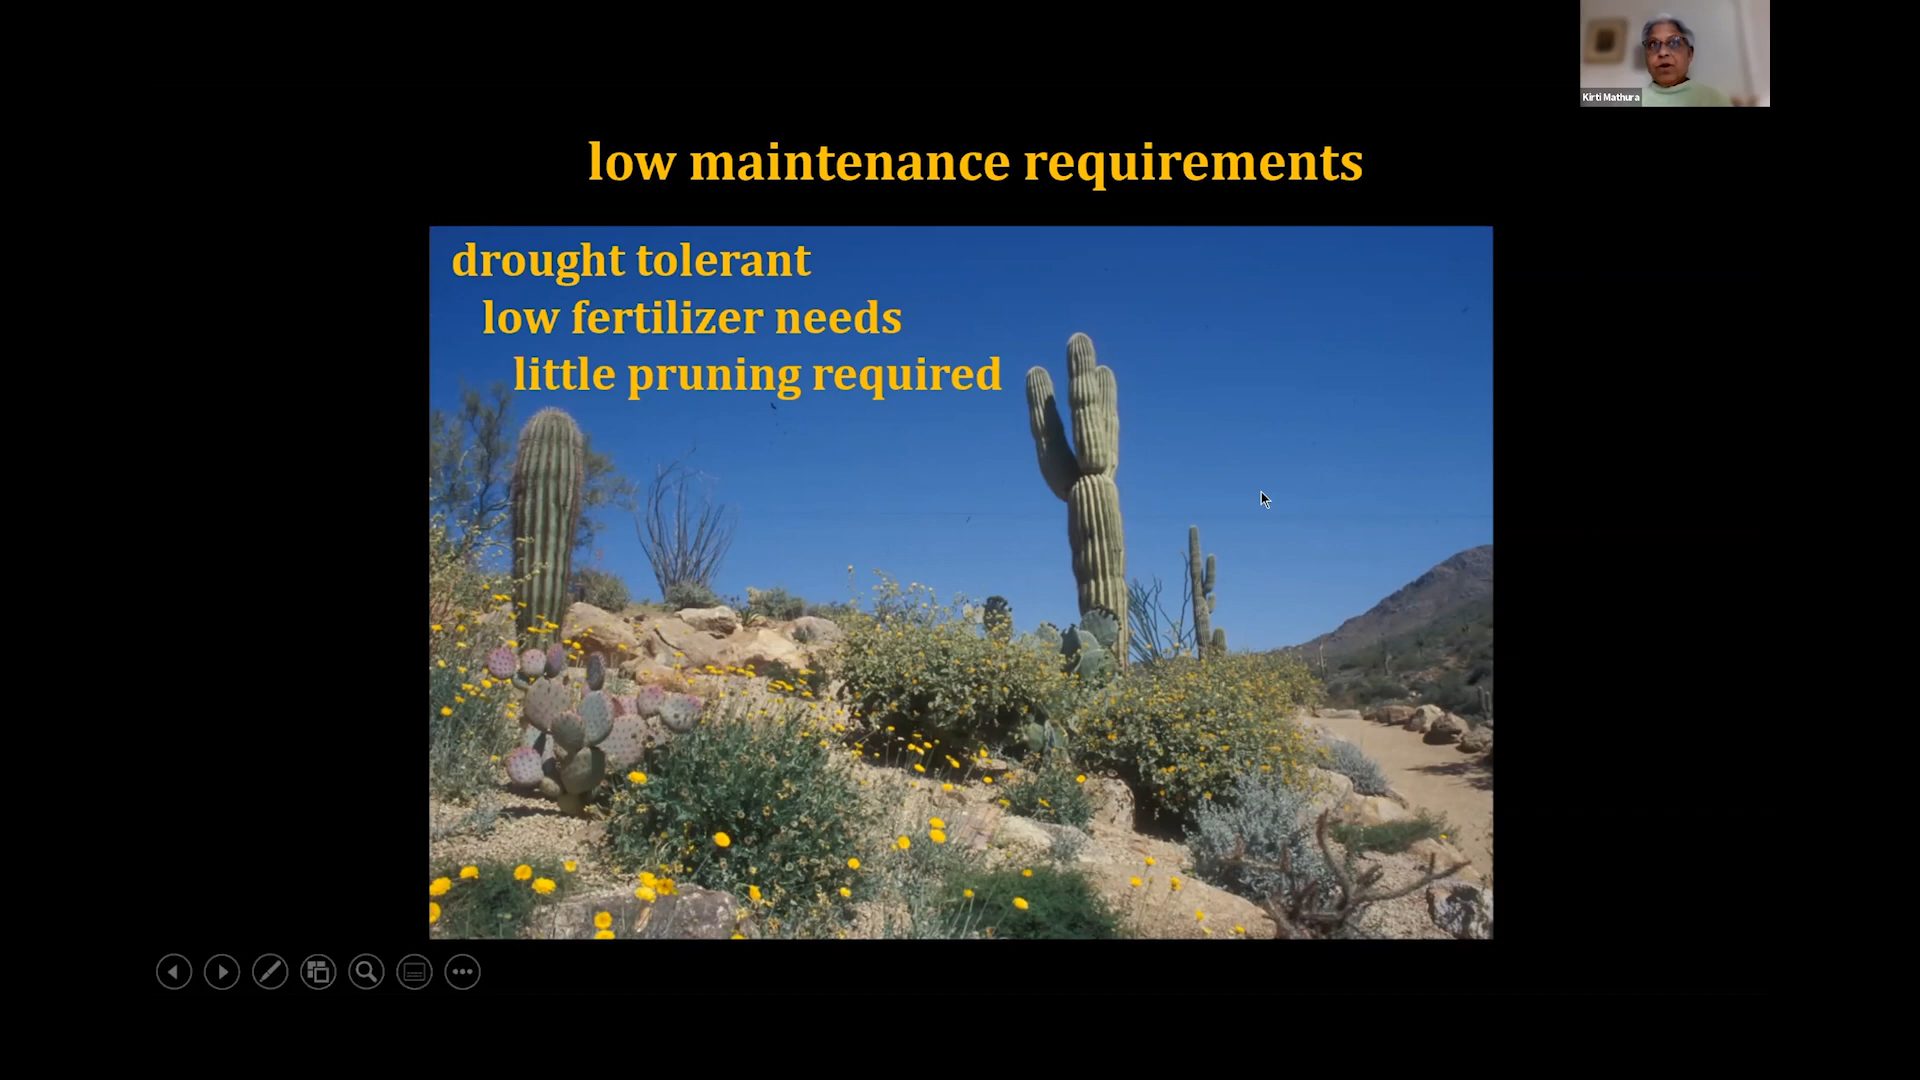 Kirti Mathura
low maintenance requirements
drought tolerant
low fertilizer needs
little pruning required